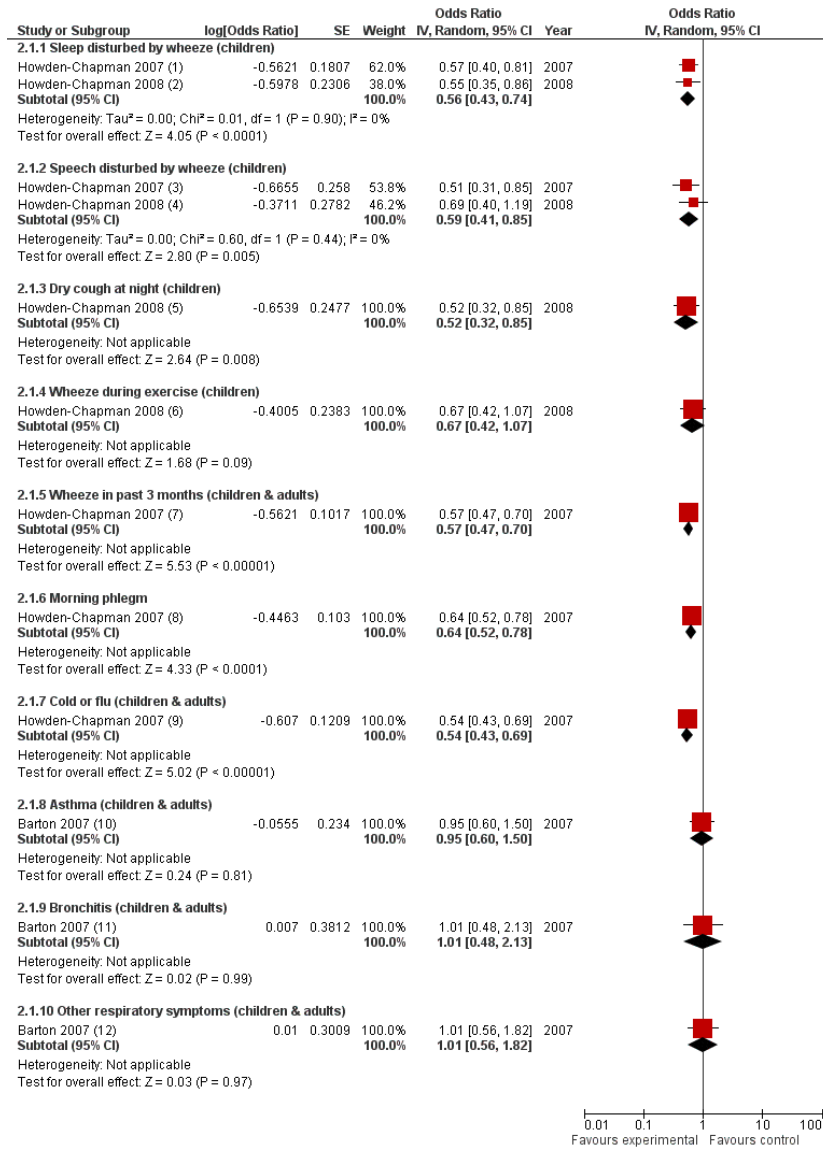 Odds Ratio Odds Ratio
Study or Subgroup log[Odds Ratio] SE Weight IV, Random, 95% CI Year IV, Random, 95% CI
2.1.1 Sleep disturbed by wheeze (children)
Howden-Chapman 2007 (1) -0.5621 0.1807 62.0% 0.57 [0.40, 0.81] 2007
Howden-Chapman 2008 (2) -0.5978 0.2306 38.0% 0.55 [0.35, 0.86] 2008
Subtotal (95% CI) 100.0% 0.56 [0.43, 0.74]
Heterogeneity: Tau² = 0.00; Chi² = 0.01, df = 1 (P = 0.90); I² = 0%
Test for overall effect: Z = 4.05 (P < 0.0001)
2.1.2 Speech disturbed by wheeze (children)
Howden-Chapman 2007 (3) -0.6655 0.258 53.8% 0.51 [0.31, 0.85] 2007
Howden-Chapman 2008 (4) -0.3711 0.2782 46.2% 0.69 [0.40, 1.19] 2008
Subtotal (95% CI) 100.0% 0.59 [0.41, 0.85]
Heterogeneity: Tau² = 0.00; Chi² = 0.60, df = 1 (P = 0.44); I² = 0%
Test for overall effect: Z = 2.80 (P = 0.005)
2.1.3 Dry cough at night (children)
Howden-Chapman 2008 (5) -0.6539 0.2477 100.0% 0.52 [0.32, 0.85] 2008
Subtotal (95% CI) 100.0% 0.52 [0.32, 0.85]
Heterogeneity: Not applicable
Test for overall effect: Z = 2.64 (P = 0.008)
2.1.4 Wheeze during exercise (children)
Howden-Chapman 2008 (6) -0.4005 0.2383 100.0% 0.67 [0.42, 1.07] 2008
Subtotal (95% CI) 100.0% 0.67 [0.42, 1.07]
Heterogeneity: Not applicable
Test for overall effect: Z = 1.68 (P = 0.09)
2.1.5 Wheeze in past 3 months (children & adults)
Howden-Chapman 2007 (7) -0.5621 0.1017 100.0% 0.57 [0.47, 0.70] 2007
Subtotal (95% CI) 100.0% 0.57 [0.47, 0.70]
Heterogeneity: Not applicable
Test for overall effect: Z = 5.53 (P < 0.00001)
2.1.6 Morning phlegm
Howden-Chapman 2007 (8) -0.4463 0.103 100.0% 0.64 [0.52, 0.78] 2007
Subtotal (95% CI) 100.0% 0.64 [0.52, 0.78]
Heterogeneity: Not applicable
Test for overall effect: Z = 4.33 (P < 0.0001)
2.1.7 Cold or flu (children & adults)
Howden-Chapman 2007 (9) -0.607 0.1209 100.0% 0.54 [0.43, 0.69] 2007
Subtotal (95% CI) 100.0% 0.54 [0.43, 0.69]
Heterogeneity: Not applicable
Test for overall effect: Z = 5.02 (P < 0.00001)
2.1.8 Asthma (children & adults)
Barton 2007 (10) -0.0555 0.234 100.0% 0.95 [0.60, 1.50] 2007
Subtotal (95% CI) 100.0% 0.95 [0.60, 1.50]
Heterogeneity: Not applicable
Test for overall effect: Z = 0.24 (P = 0.81)
2.1.9 Bronchitis (children & adults)
Barton 2007 (11) 0.007 0.3812 100.0% 1.01 [0.48, 2.13] 2007
Subtotal (95% CI) 100.0% 1.01 [0.48, 2.13]
Heterogeneity: Not applicable
Test for overall effect: Z = 0.02 (P = 0.99)
2.1.10 Other respiratory symptoms (children & adults)
Barton 2007 (12) 0.01 0.3009 100.0% 1.01 [0.56, 1.82] 2007
Subtotal (95% CI) 100.0% 1.01 [0.56, 1.82]
Heterogeneity: Not applicable
Test for overall effect: Z = 0.03 (P = 0.97)
0.01 0.1 1 10 100
Favours experimental Favours control